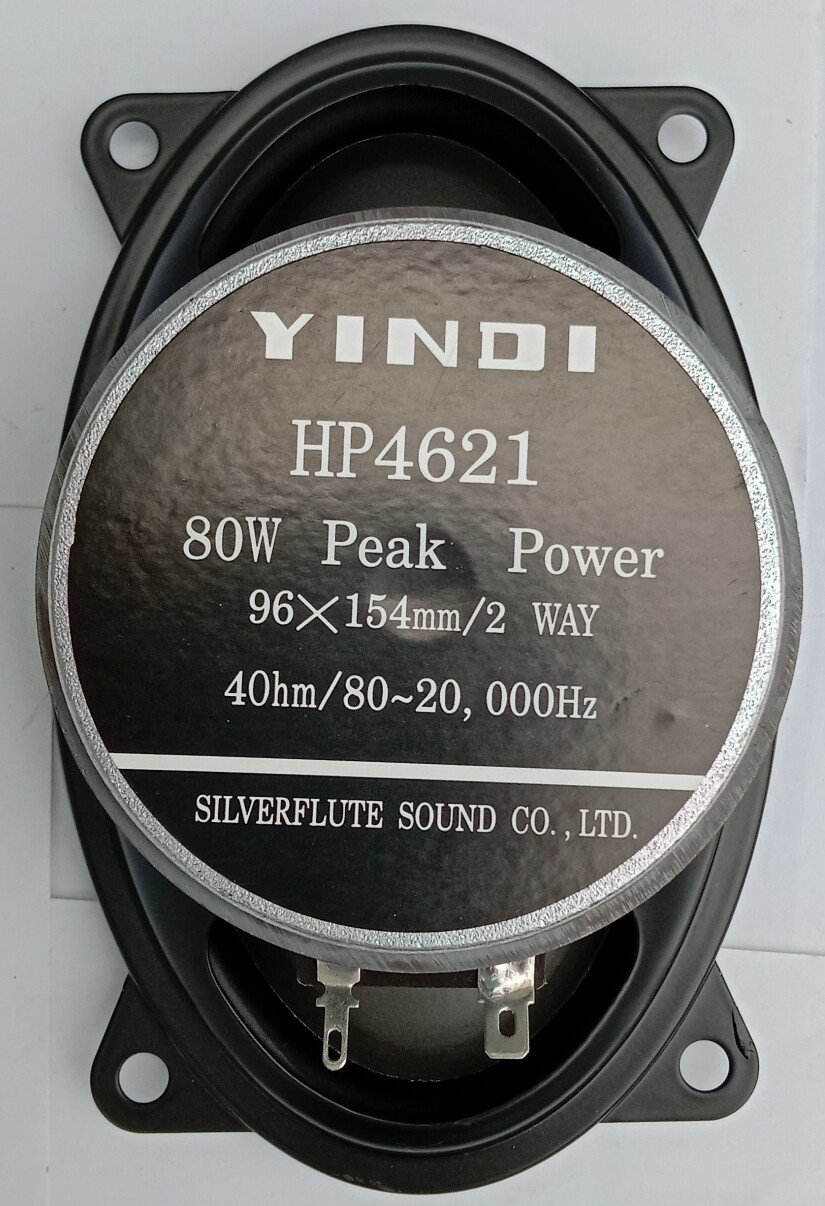 YINDI
HP4621
80W Peak Power
96×154mm/2 WAY
4Ohm/80~20,000Hz
SILVERFLUTE SOUND CO.,LTD.